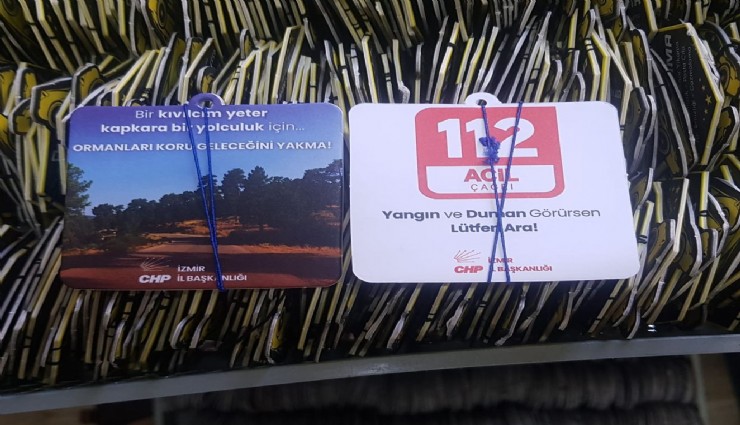 Bir kıvılcım yeter
kapkara bir yolculuk için...
ORMANLARI KORU GELECEĞİNİ YAKMA!
CHP
İZMİR
İL BAŞKANLIĞI
112
ACİL
ÇAĞRI
Yangın ve Duman Görürsen
Lütfen Ara!
CHP
İZMİR
İL BAŞKANLIĞI